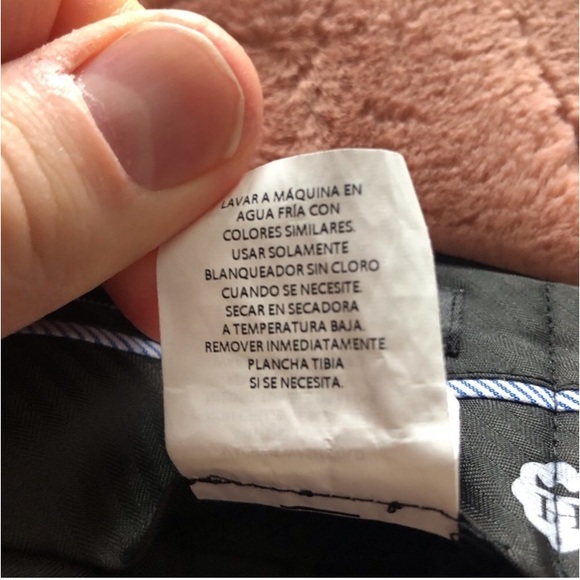 LAVAR A MÁQUINA EN
AGUA FRÍA CON
COLORES SIMILARES.
USAR SOLAMENTE
BLANQUEADOR SIN CLORO
CUANDO SE NECESITE.
SECAR EN SECADORA
A TEMPERATURA BAJA.
REMOVER INMEDIATAMENTE.
PLANCHA TIBIA
SI SE NECESITA.